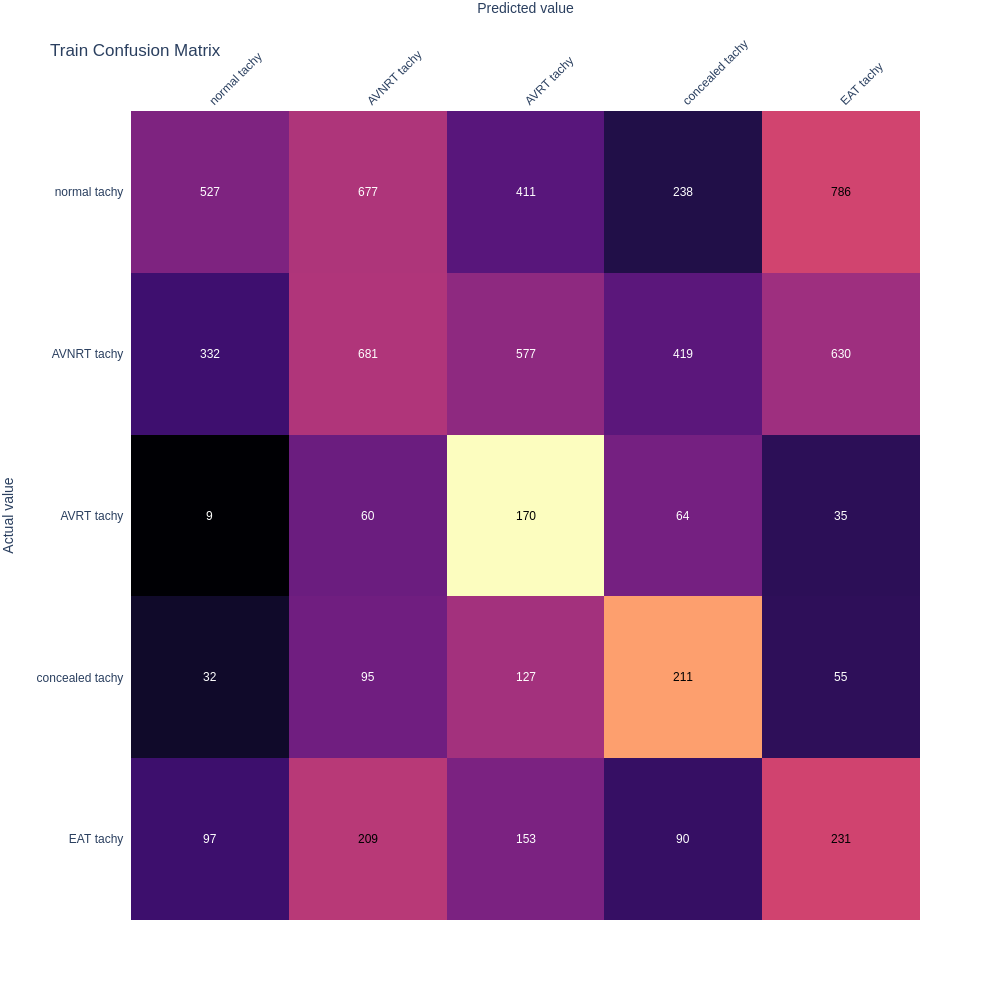 Predicted value
Train Confusion Matrix
normal tachy AVNRT tachy AVRT tachy concealed tachy EAT tachy
Actual value
normal tachy 527 677 411 238 786
AVNRT tachy 332 681 577 419 630
AVRT tachy 9 60 170 64 35
concealed tachy 32 95 127 211 55
EAT tachy 97 209 153 90 231